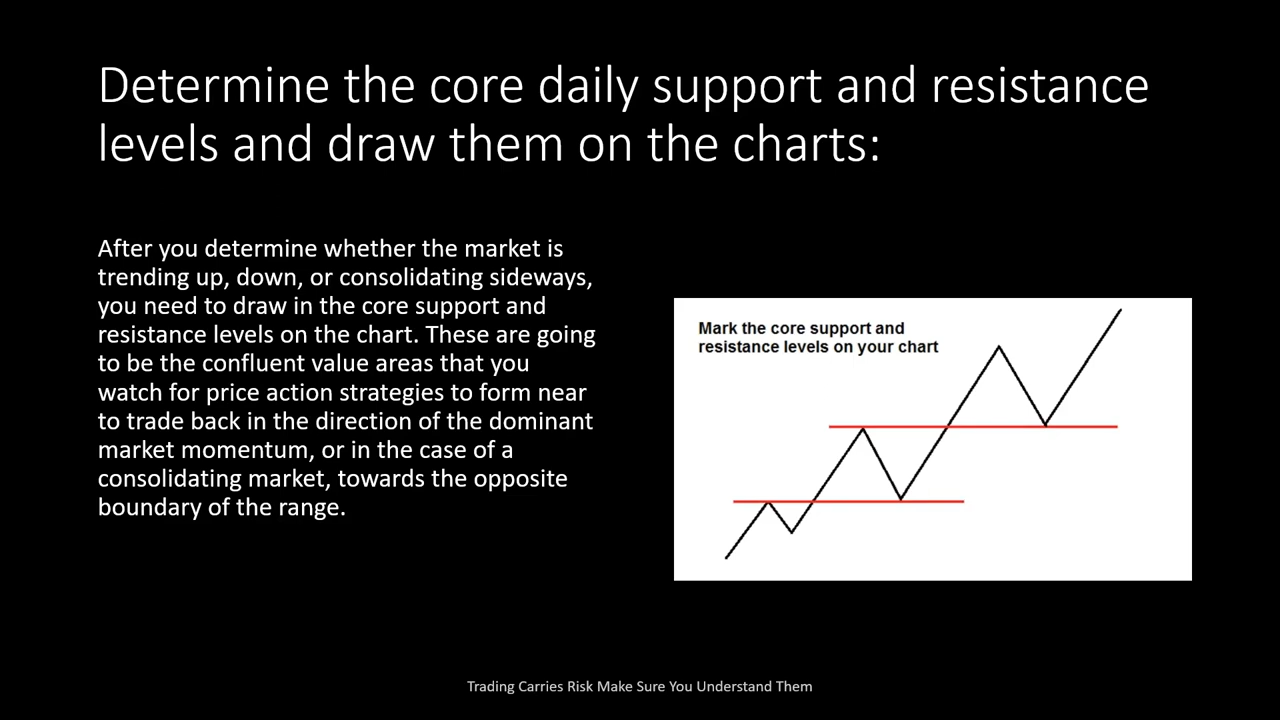 Determine the core daily support and resistance
levels and draw them on the charts:
After you determine whether the market is
trending up, down, or consolidating sideways,
you need to draw in the core support and
resistance levels on the chart. These are going
to be the confluent value areas that you
watch for price action strategies to form near
to trade back in the direction of the dominant
market momentum, or in the case of a
consolidating market, towards the opposite
boundary of the range.
Mark the core support and
resistance levels on your chart
Trading Carries Risk Make Sure You Understand Them